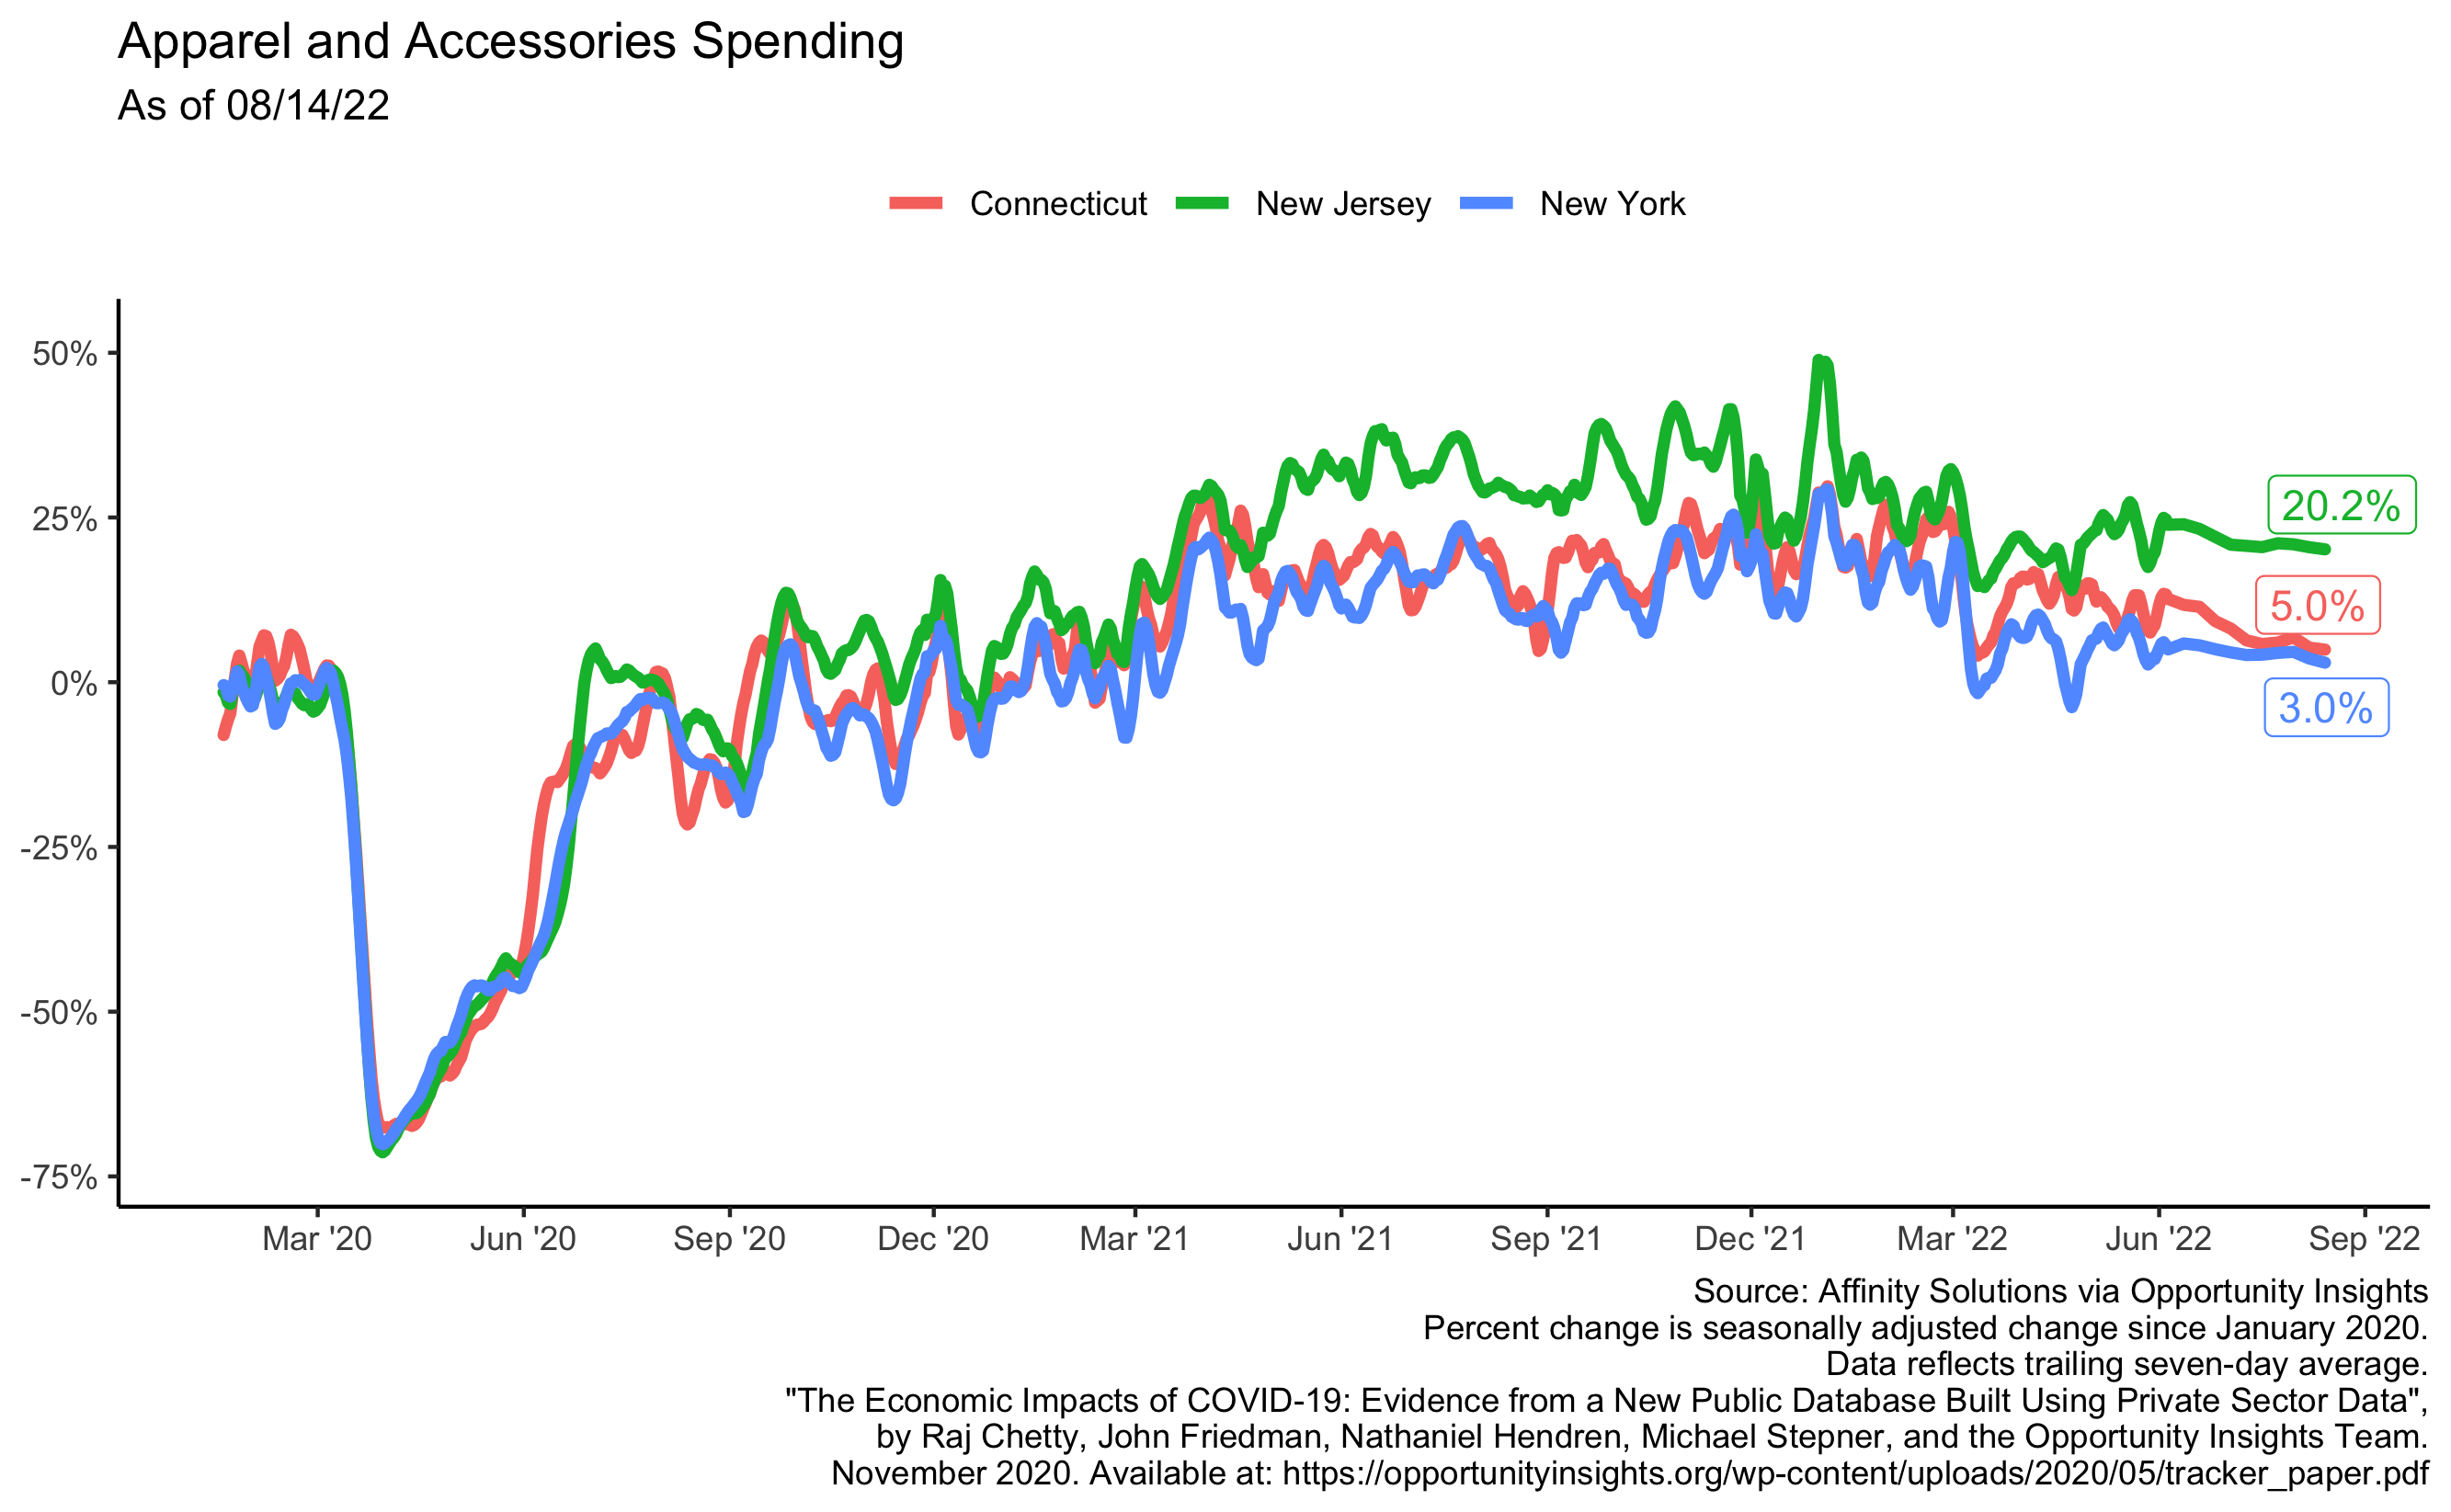 Apparel and Accessories Spending
As of 08/14/22
Connecticut New Jersey New York
50%
25%
0%
-25%
-50%
-75%
20.2%
5.0%
3.0%
Mar '20 Jun '20 Sep '20 Dec '20 Mar '21 Jun '21 Sep '21 Dec '21 Mar '22 Jun '22 Sep '22
Source: Affinity Solutions via Opportunity Insights
Percent change is seasonally adjusted change since January 2020.
Data reflects trailing seven-day average.
"The Economic Impacts of COVID-19: Evidence from a New Public Database Built Using Private Sector Data",
by Raj Chetty, John Friedman, Nathaniel Hendren, Michael Stepner, and the Opportunity Insights Team.
November 2020. Available at: https://opportunityinsights.org/wp-content/uploads/2020/05/tracker_paper.pdf